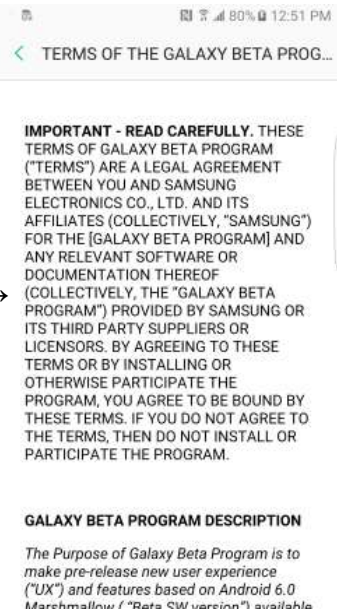 80% 12:51 PM
< TERMS OF THE GALAXY BETA PROG...
IMPORTANT - READ CAREFULLY. THESE
TERMS OF GALAXY BETA PROGRAM
("TERMS") ARE A LEGAL AGREEMENT
BETWEEN YOU AND SAMSUNG
ELECTRONICS CO., LTD. AND ITS
AFFILIATES (COLLECTIVELY, "SAMSUNG")
FOR THE [GALAXY BETA PROGRAM] AND
ANY RELEVANT SOFTWARE OR
DOCUMENTATION THEREOF
(COLLECTIVELY, THE "GALAXY BETA
PROGRAM") PROVIDED BY SAMSUNG OR
ITS THIRD PARTY SUPPLIERS OR
LICENSORS. BY AGREEING TO THESE
TERMS OR BY INSTALLING OR
OTHERWISE PARTICIPATE THE
PROGRAM, YOU AGREE TO BE BOUND BY
THESE TERMS. IF YOU DO NOT AGREE TO
THE TERMS, THEN DO NOT INSTALL OR
PARTICIPATE THE PROGRAM.
GALAXY BETA PROGRAM DESCRIPTION
The Purpose of Galaxy Beta Program is to
make pre-release new user experience
("UX") and features based on Android 6.0
Marshmallow ( "Beta SW version") available